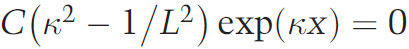 C(κ² − 1/L²) exp(κx) = 0